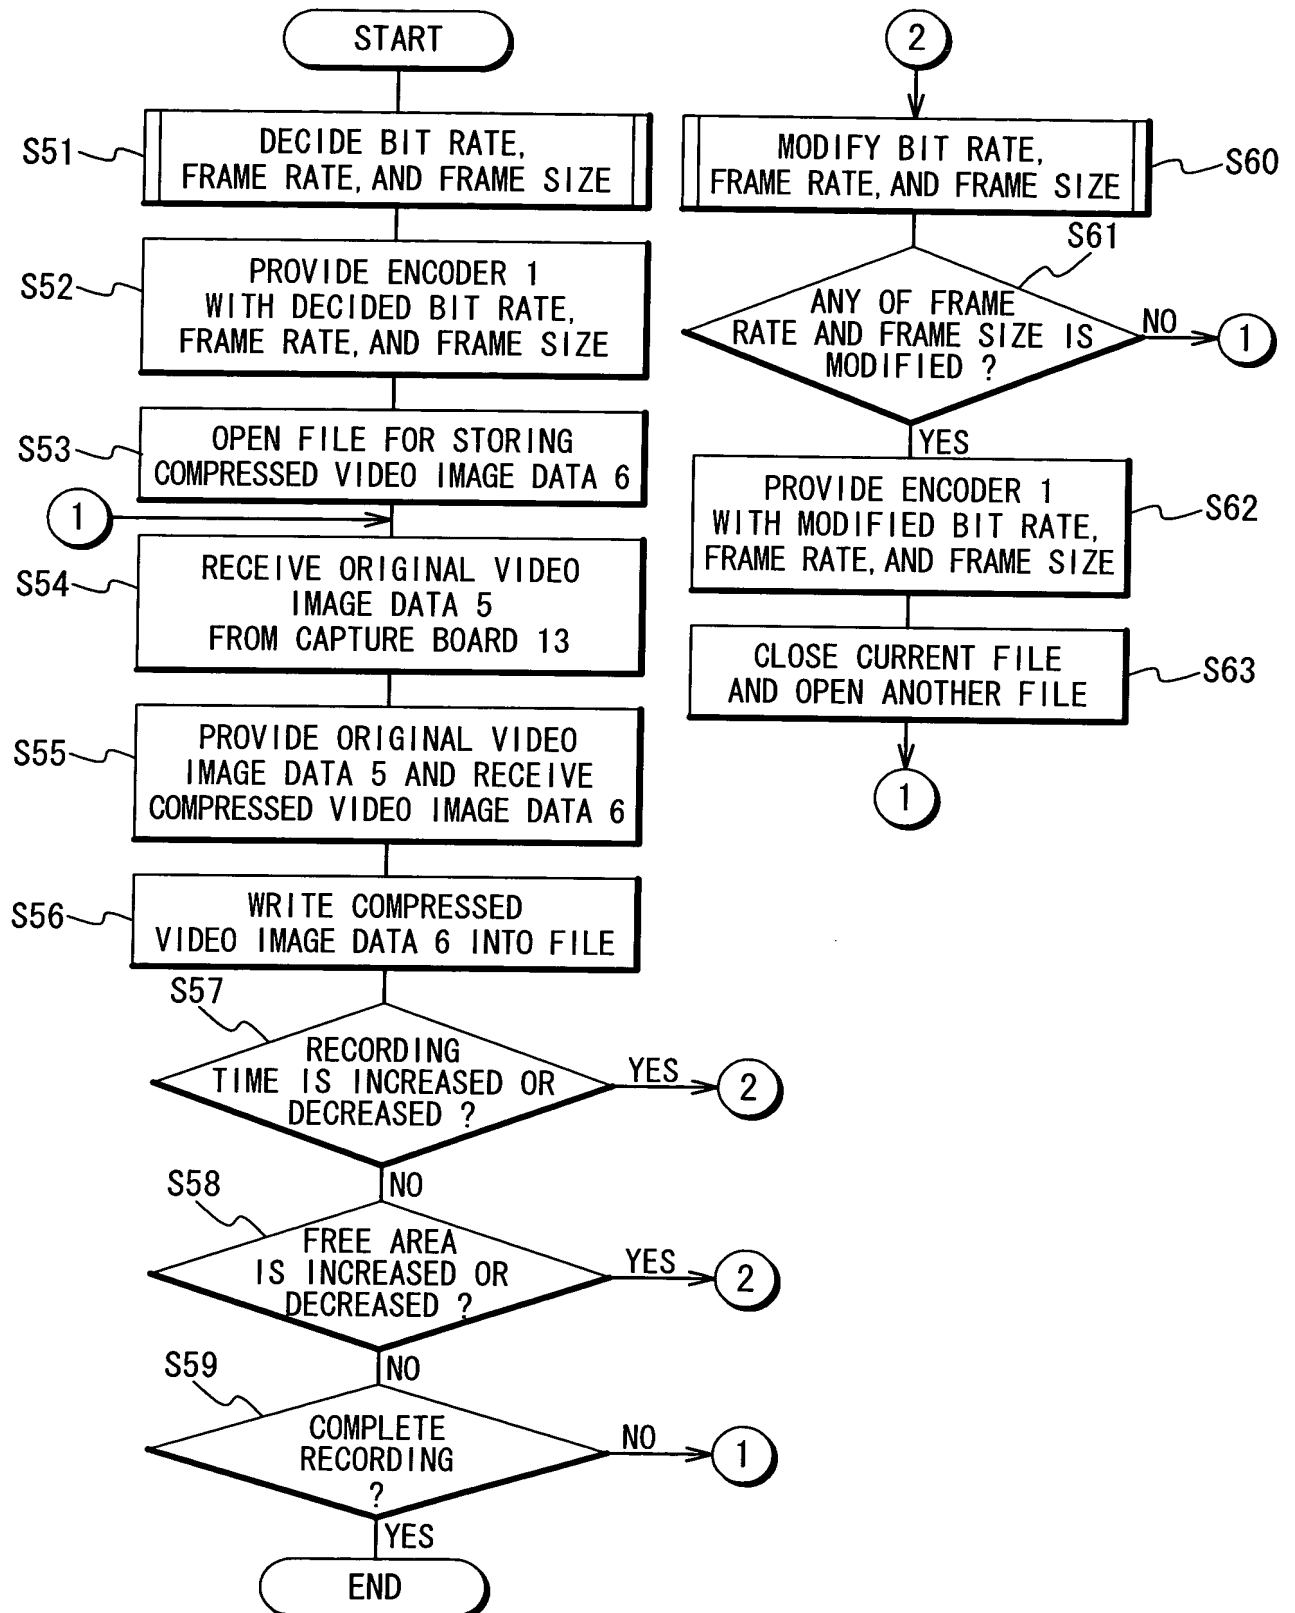 START
S51
DECIDE BIT RATE,
FRAME RATE, AND FRAME SIZE
S52
PROVIDE ENCODER 1
WITH DECIDED BIT RATE,
FRAME RATE, AND FRAME SIZE
S53
OPEN FILE FOR STORING
COMPRESSED VIDEO IMAGE DATA 6
1
S54
RECEIVE ORIGINAL VIDEO
IMAGE DATA 5
FROM CAPTURE BOARD 13
S55
PROVIDE ORIGINAL VIDEO
IMAGE DATA 5 AND RECEIVE
COMPRESSED VIDEO IMAGE DATA 6
S56
WRITE COMPRESSED
VIDEO IMAGE DATA 6 INTO FILE
S57
RECORDING
TIME IS INCREASED OR
DECREASED ?
YES
2
NO
S58
FREE AREA
IS INCREASED OR
DECREASED ?
YES
2
NO
S59
COMPLETE
RECORDING
?
NO
1
YES
END
2
MODIFY BIT RATE,
FRAME RATE, AND FRAME SIZE
S60
S61
ANY OF FRAME
RATE AND FRAME SIZE IS
MODIFIED ?
NO
1
YES
PROVIDE ENCODER 1
WITH MODIFIED BIT RATE,
FRAME RATE, AND FRAME SIZE
S62
CLOSE CURRENT FILE
AND OPEN ANOTHER FILE
S63
1